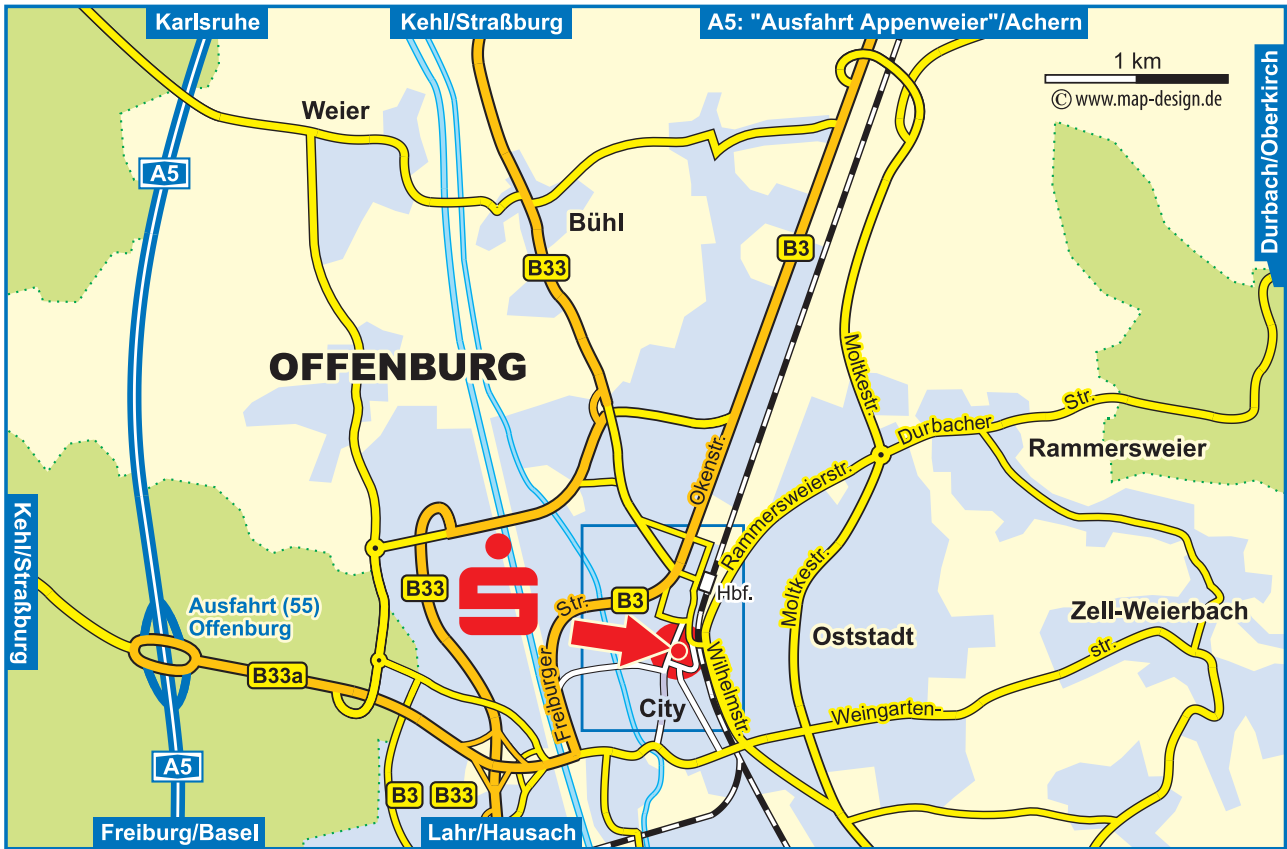 Karlsruhe
Kehl/Straßburg
A5: "Ausfahrt Appenweier"/Achern
1 km
© www.map-design.de
Durbach/Oberkirch
Weier
A5
Bühl
B3
B33
OFFENBURG
Moltkestr.
Durbacher
Str.
Rammersweier
Okenstr.
Rammersweierstr.
Kehl/Straßburg
B33
Str.
B3
Hbf.
Moltkestr.
Ausfahrt (55)
Offenburg
Zell-Weierbach
Oststadt
B33a
Freiburger
City
Wilhelmstr.
Weingarten-
str.
A5
B3
B33
Freiburg/Basel
Lahr/Hausach